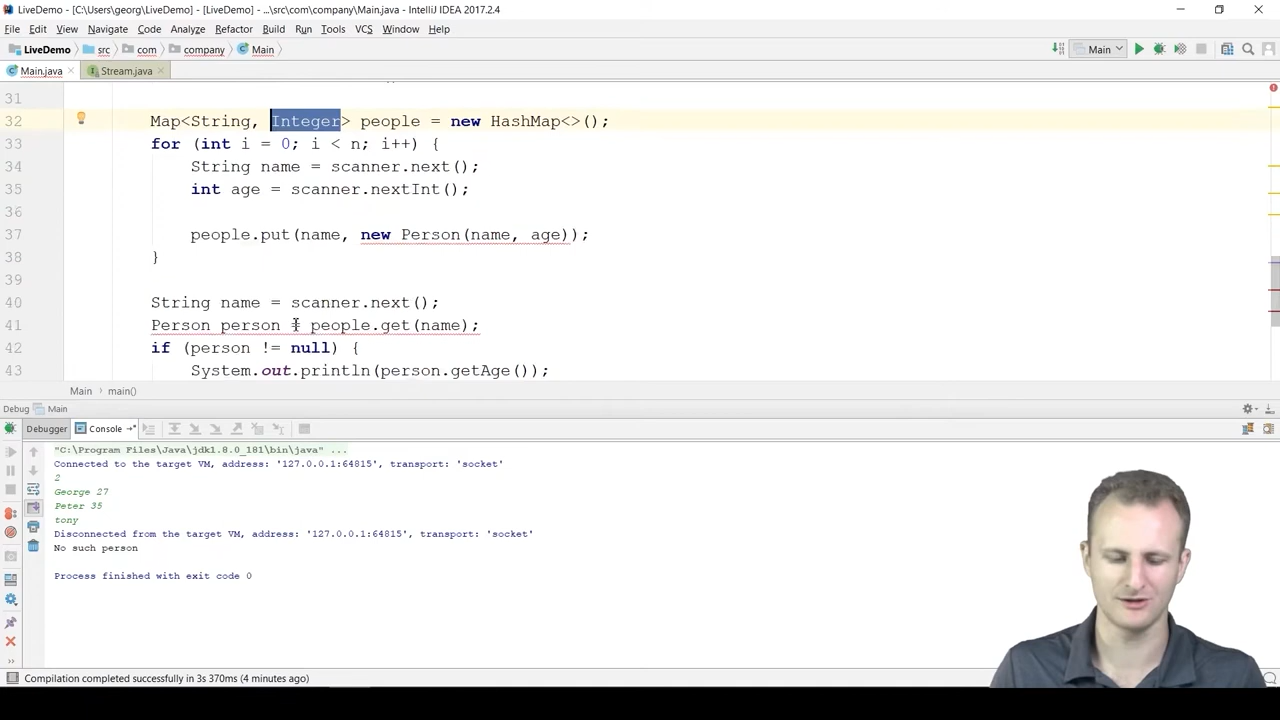 LiveDemo - [C:\Users\georg\LiveDemo] - [LiveDemo] - ...\src\com\company\Main.java - IntelliJ IDEA 2017.2.4
File Edit View Navigate Code Analyze Refactor Build Run Tools VCS Window Help
LiveDemo src com company Main
Main
Main.java Stream.java
31
32 Map<String, Integer> people = new HashMap<>();
33 for (int i = 0; i < n; i++) {
34 String name = scanner.next();
35 int age = scanner.nextInt();
36
37 people.put(name, new Person(name, age));
38 }
39
40 String name = scanner.next();
41 Person person = people.get(name);
42 if (person != null) {
43 System.out.println(person.getAge());
Main main()
Debug Main
Debugger Console
"C:\Program Files\Java\jdk1.8.0_181\bin\java" ...
Connected to the target VM, address: '127.0.0.1:64815', transport: 'socket'
2
George 27
Peter 35
tony
Disconnected from the target VM, address: '127.0.0.1:64815', transport: 'socket'
No such person
Process finished with exit code 0
Compilation completed successfully in 3s 370ms (4 minutes ago)